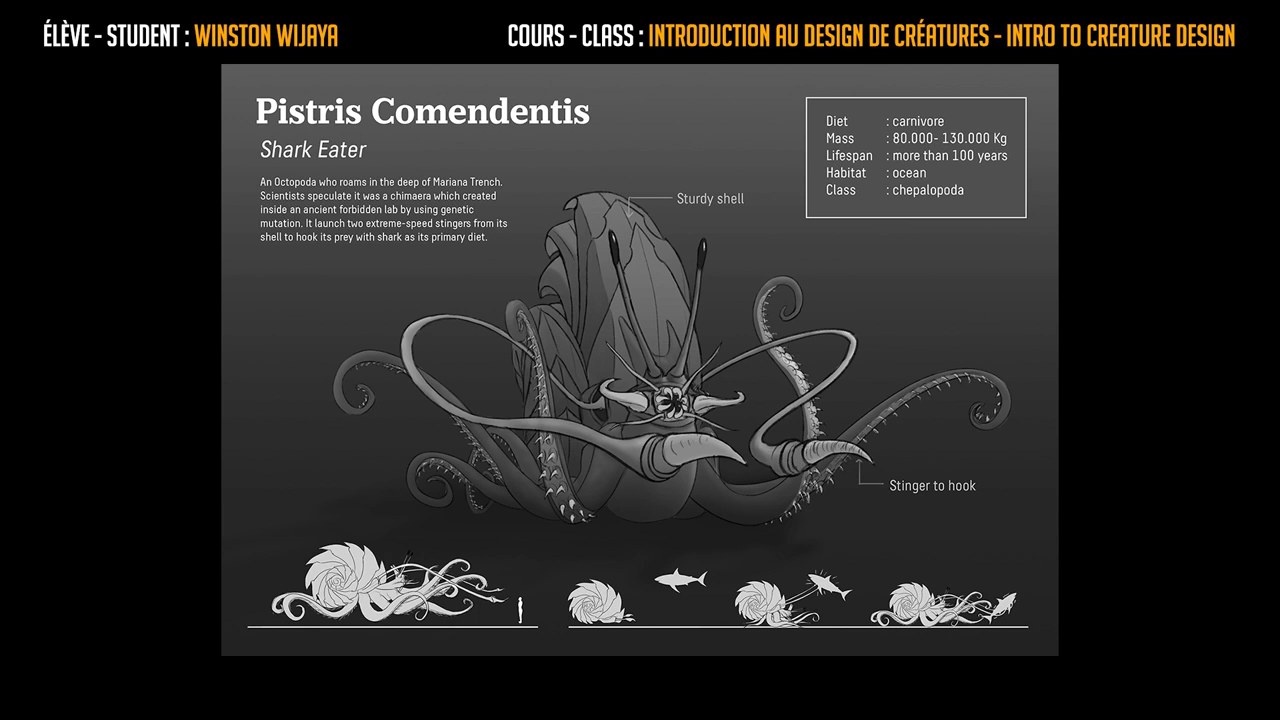 ÉLÈVE - STUDENT : WINSTON WIJAYA
COURS - CLASS : INTRODUCTION AU DESIGN DE CRÉATURES - INTRO TO CREATURE DESIGN
Pistris Comendentis
Shark Eater
An Octopoda who roams in the deep of Mariana Trench.
Scientists speculate it was a chimaera which created
inside an ancient forbidden lab by using genetic
mutation. It launch two extreme-speed stingers from its
shell to hook its prey with shark as its primary diet.
Diet : carnivore
Mass : 80.000- 130.000 Kg
Lifespan : more than 100 years
Habitat : ocean
Class : chepalopoda
Sturdy shell
Stinger to hook